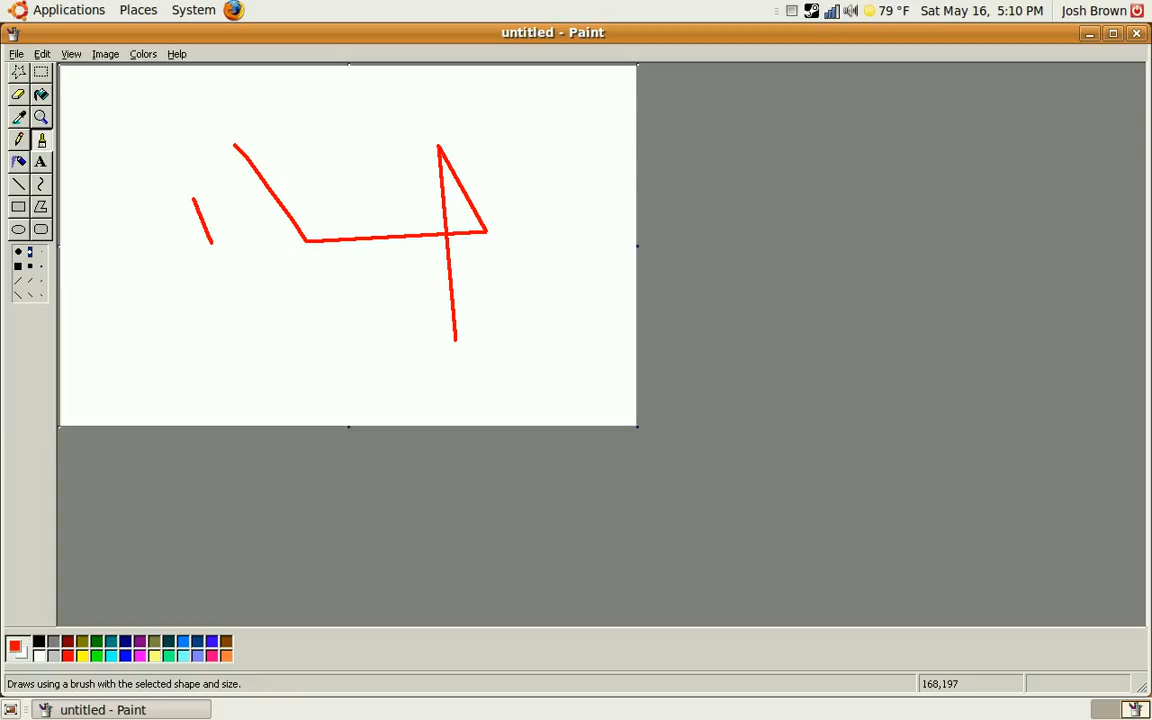 Applications Places System 79 °F Sat May 16, 5:10 PM Josh Brown
untitled - Paint
File Edit View Image Colors Help
A
Draws using a brush with the selected shape and size. 168,197
untitled - Paint